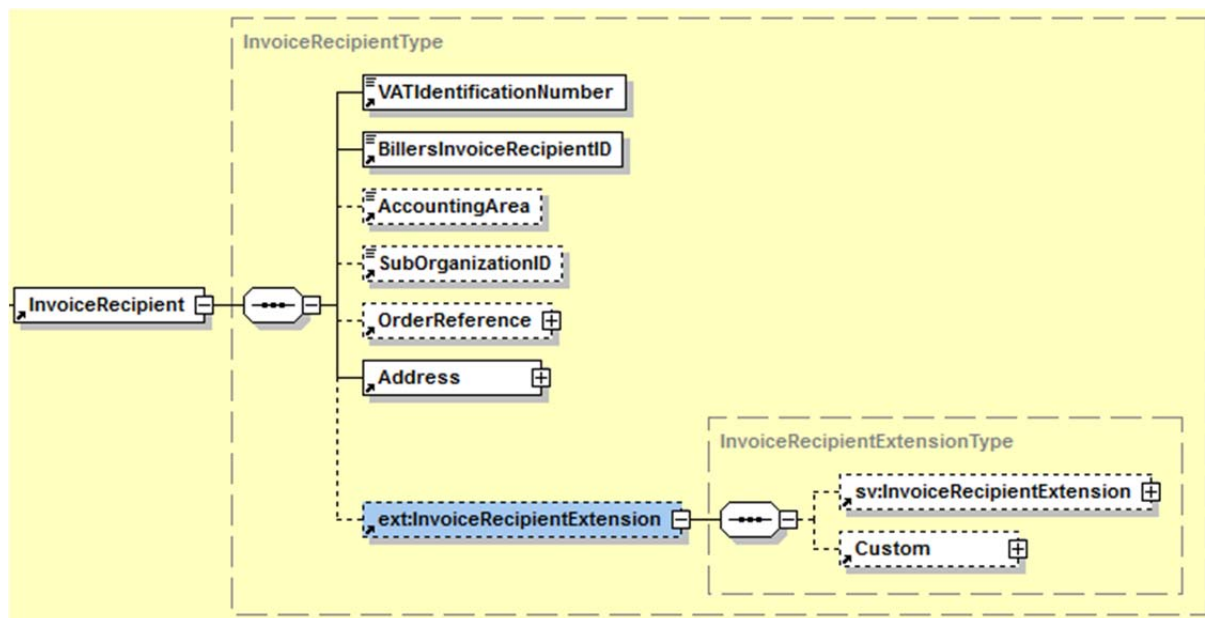 InvoiceRecipientType
VATIdentificationNumber
BillersInvoiceRecipientID
AccountingArea
SubOrganizationID
InvoiceRecipient
OrderReference
Address
InvoiceRecipientExtensionType
sv:InvoiceRecipientExtension
ext:InvoiceRecipientExtension
Custom